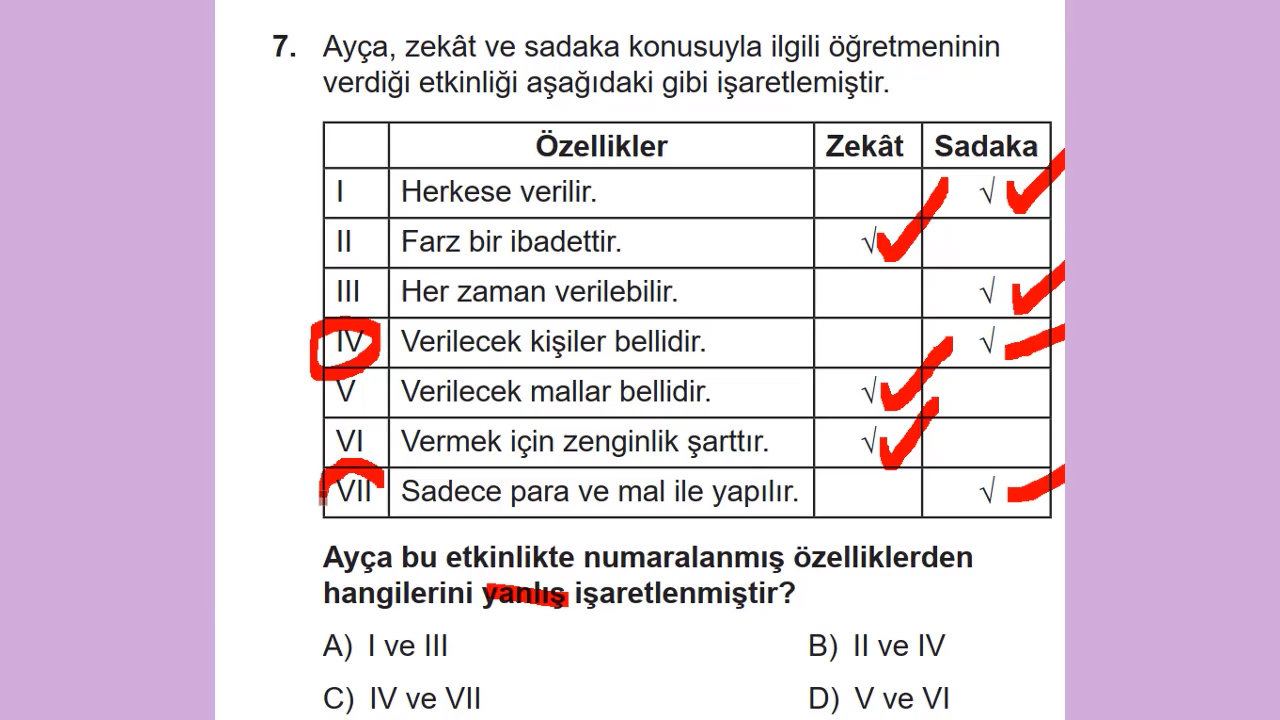 7. Ayça, zekât ve sadaka konusuyla ilgili öğretmeninin
verdiği etkinliği aşağıdaki gibi işaretlemiştir.
Özellikler Zekât Sadaka
I Herkese verilir. √
II Farz bir ibadettir. √
III Her zaman verilebilir. √
IV Verilecek kişiler bellidir. √
V Verilecek mallar bellidir. √
VI Vermek için zenginlik şarttır. √
VII Sadece para ve mal ile yapılır. √
Ayça bu etkinlikte numaralanmış özelliklerden
hangilerini yanlış işaretlenmiştir?
A) I ve III B) II ve IV
C) IV ve VII D) V ve VI